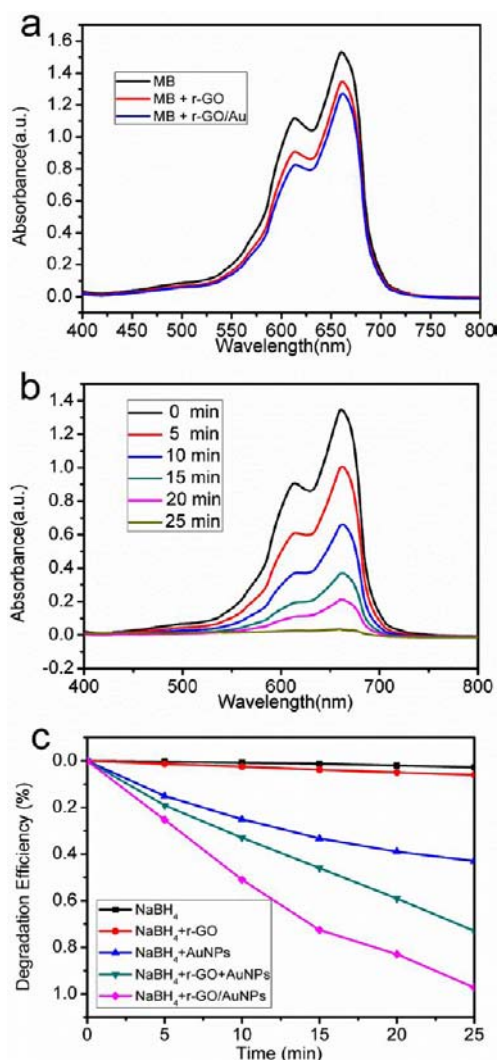 a
MB
MB + r-GO
MB + r-GO/Au
Absorbance(a.u.)
1.6
1.4
1.2
1.0
0.8
0.6
0.4
0.2
0.0
400 450 500 550 600 650 700 750 800
Wavelength(nm)
b
0 min
5 min
10 min
15 min
20 min
25 min
Absorbance(a.u.)
1.4
1.2
1.0
0.8
0.6
0.4
0.2
0.0
-0.2
400 500 600 700 800
Wavelength(nm)
c
Degradation Efficiency (%)
0.0
0.2
0.4
0.6
0.8
1.0
NaBH₄
NaBH₄+r-GO
NaBH₄+AuNPs
NaBH₄+r-GO+AuNPs
NaBH₄+r-GO/AuNPs
0 5 10 15 20 25
Time (min)